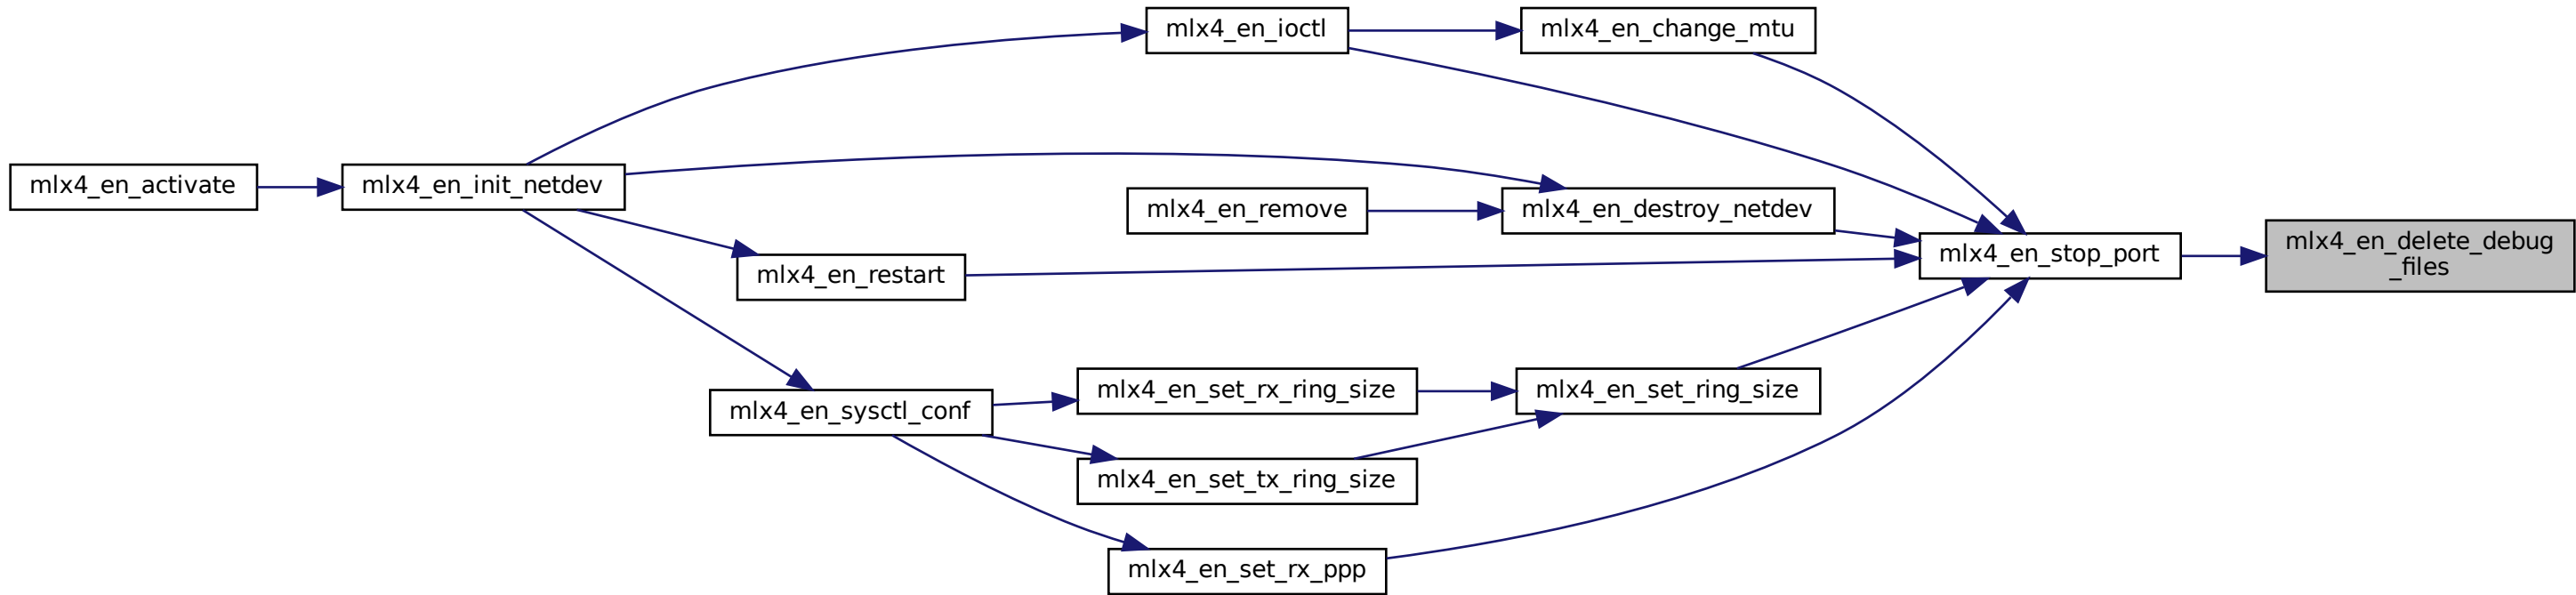 mlx4_en_ioctl
mlx4_en_change_mtu
mlx4_en_activate
mlx4_en_init_netdev
mlx4_en_remove
mlx4_en_destroy_netdev
mlx4_en_restart
mlx4_en_stop_port
mlx4_en_delete_debug
_files
mlx4_en_sysctl_conf
mlx4_en_set_rx_ring_size
mlx4_en_set_ring_size
mlx4_en_set_tx_ring_size
mlx4_en_set_rx_ppp